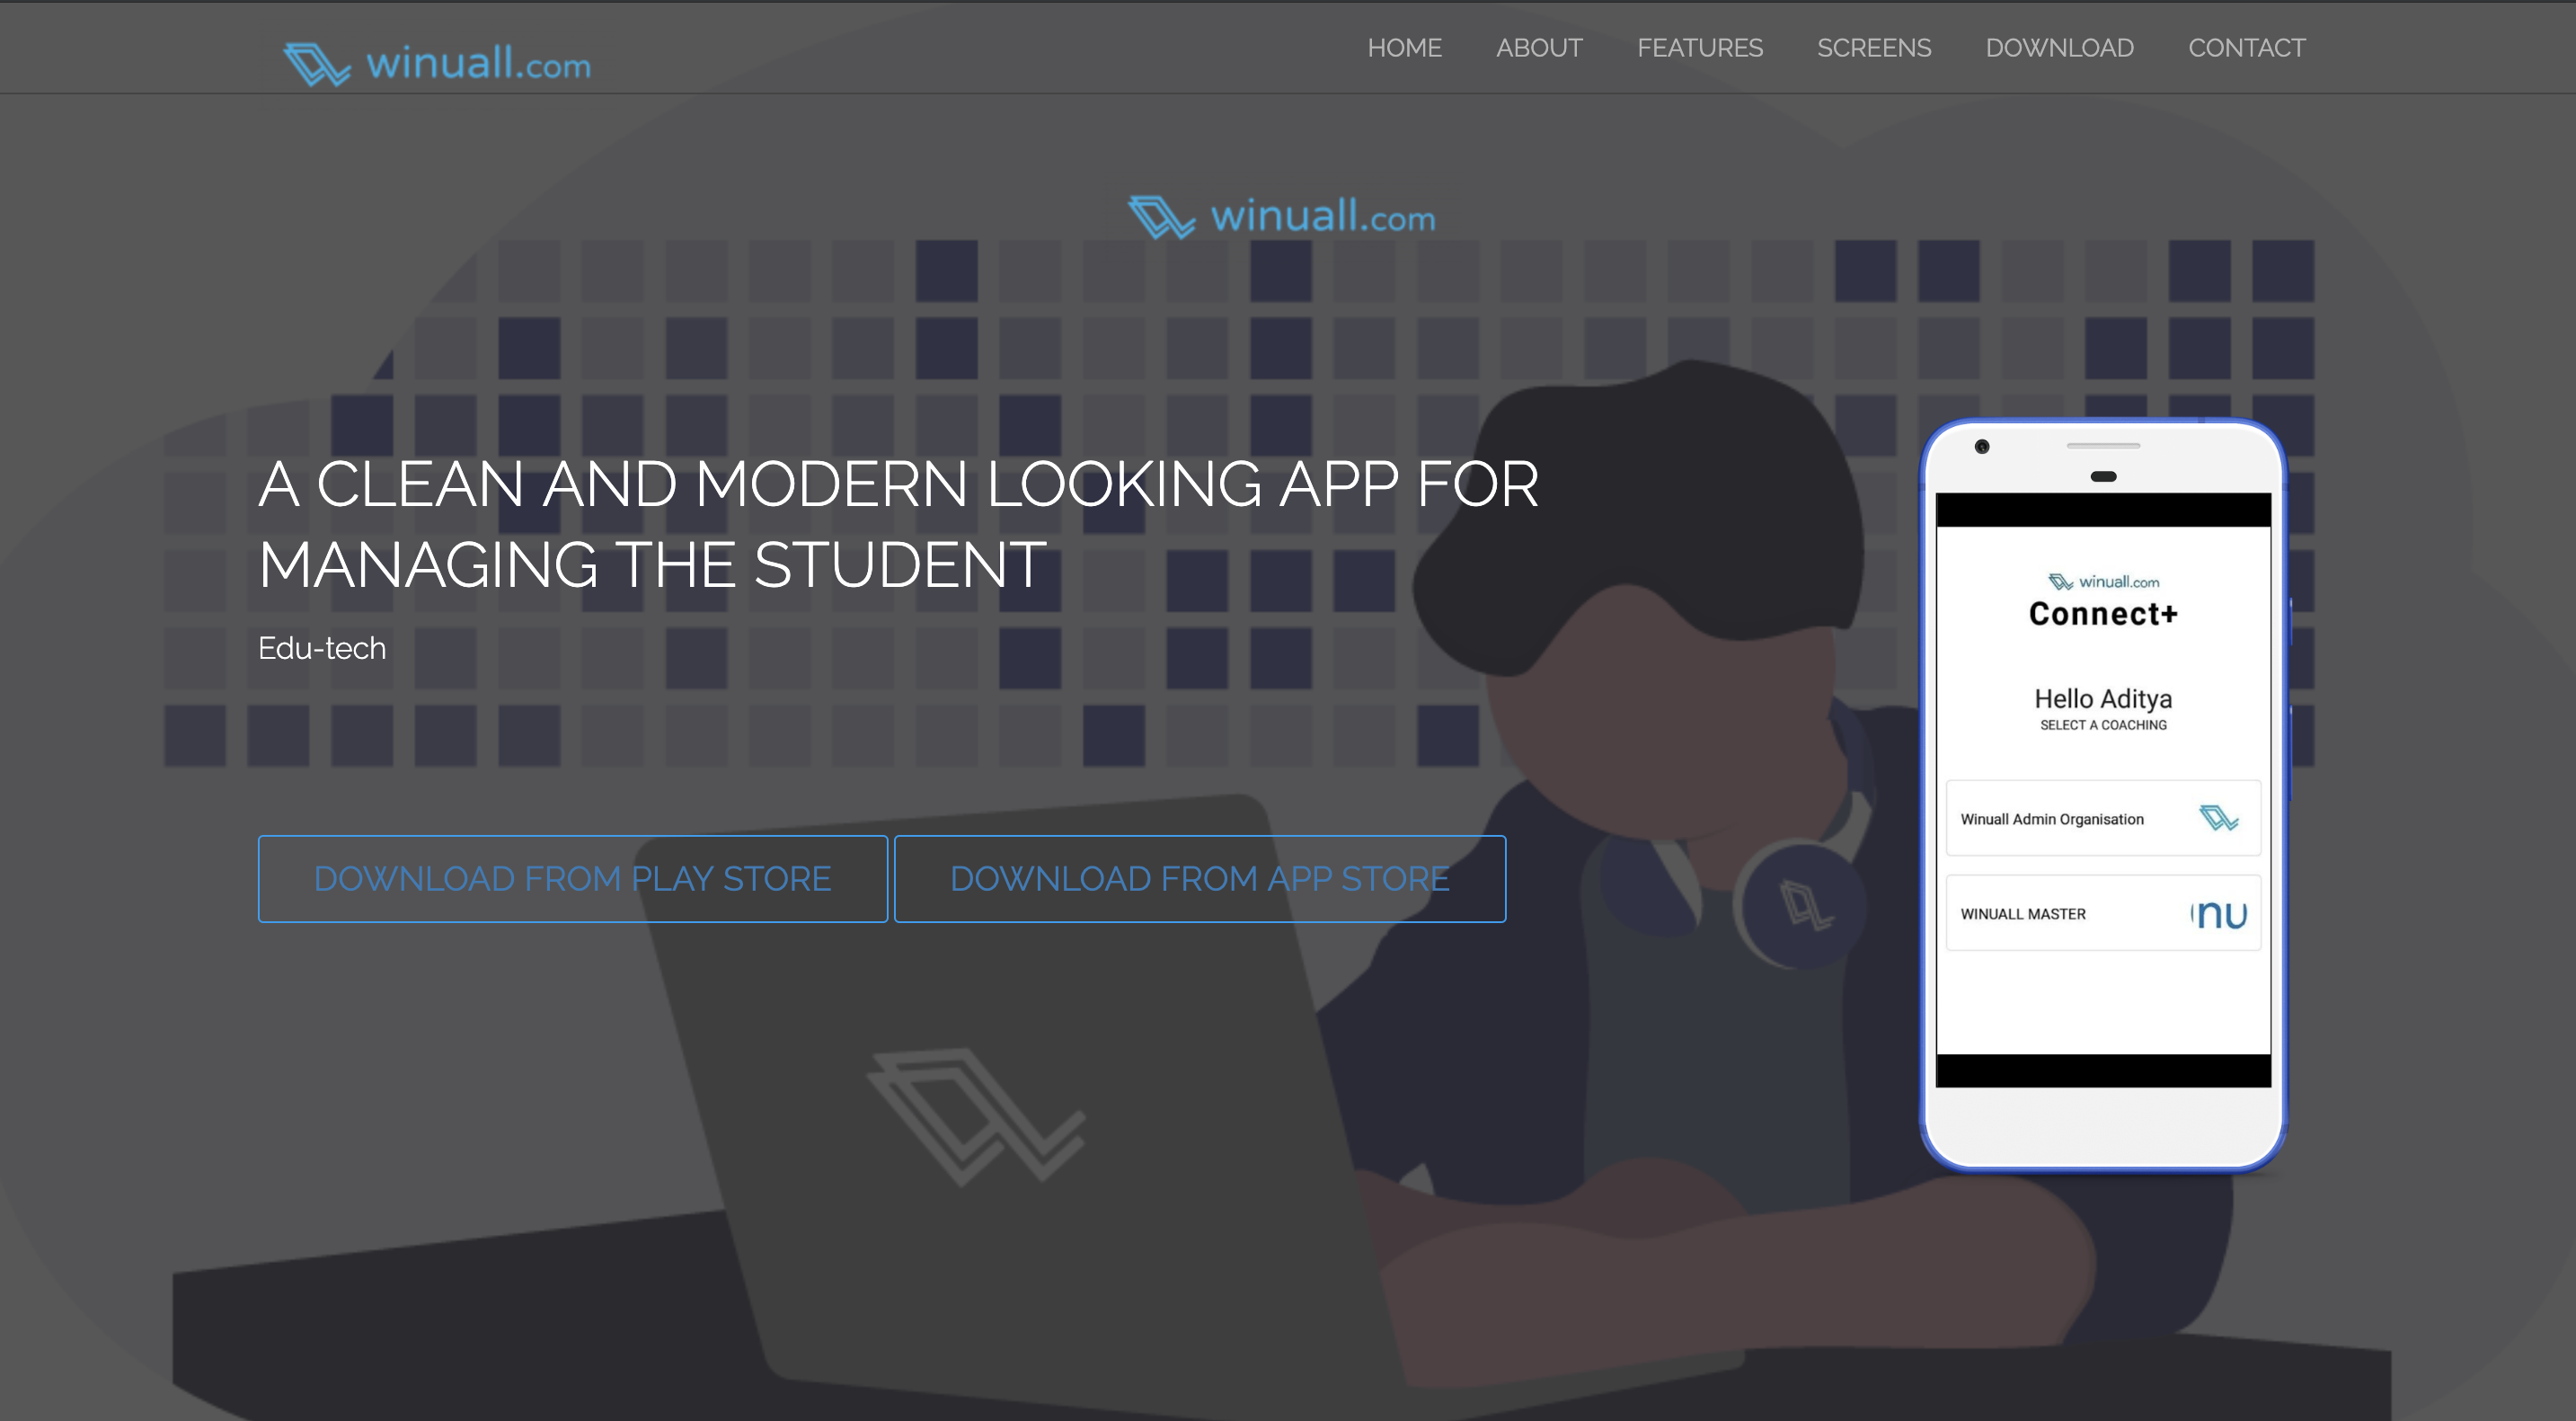 winuall.com
HOME ABOUT FEATURES SCREENS DOWNLOAD CONTACT
winuall.com
A CLEAN AND MODERN LOOKING APP FOR
MANAGING THE STUDENT
Edu-tech
DOWNLOAD FROM PLAY STORE
DOWNLOAD FROM APP STORE
winuall.com
Connect+
Hello Aditya
SELECT A COACHING
Winuall Admin Organisation
WINUALL MASTER
nu